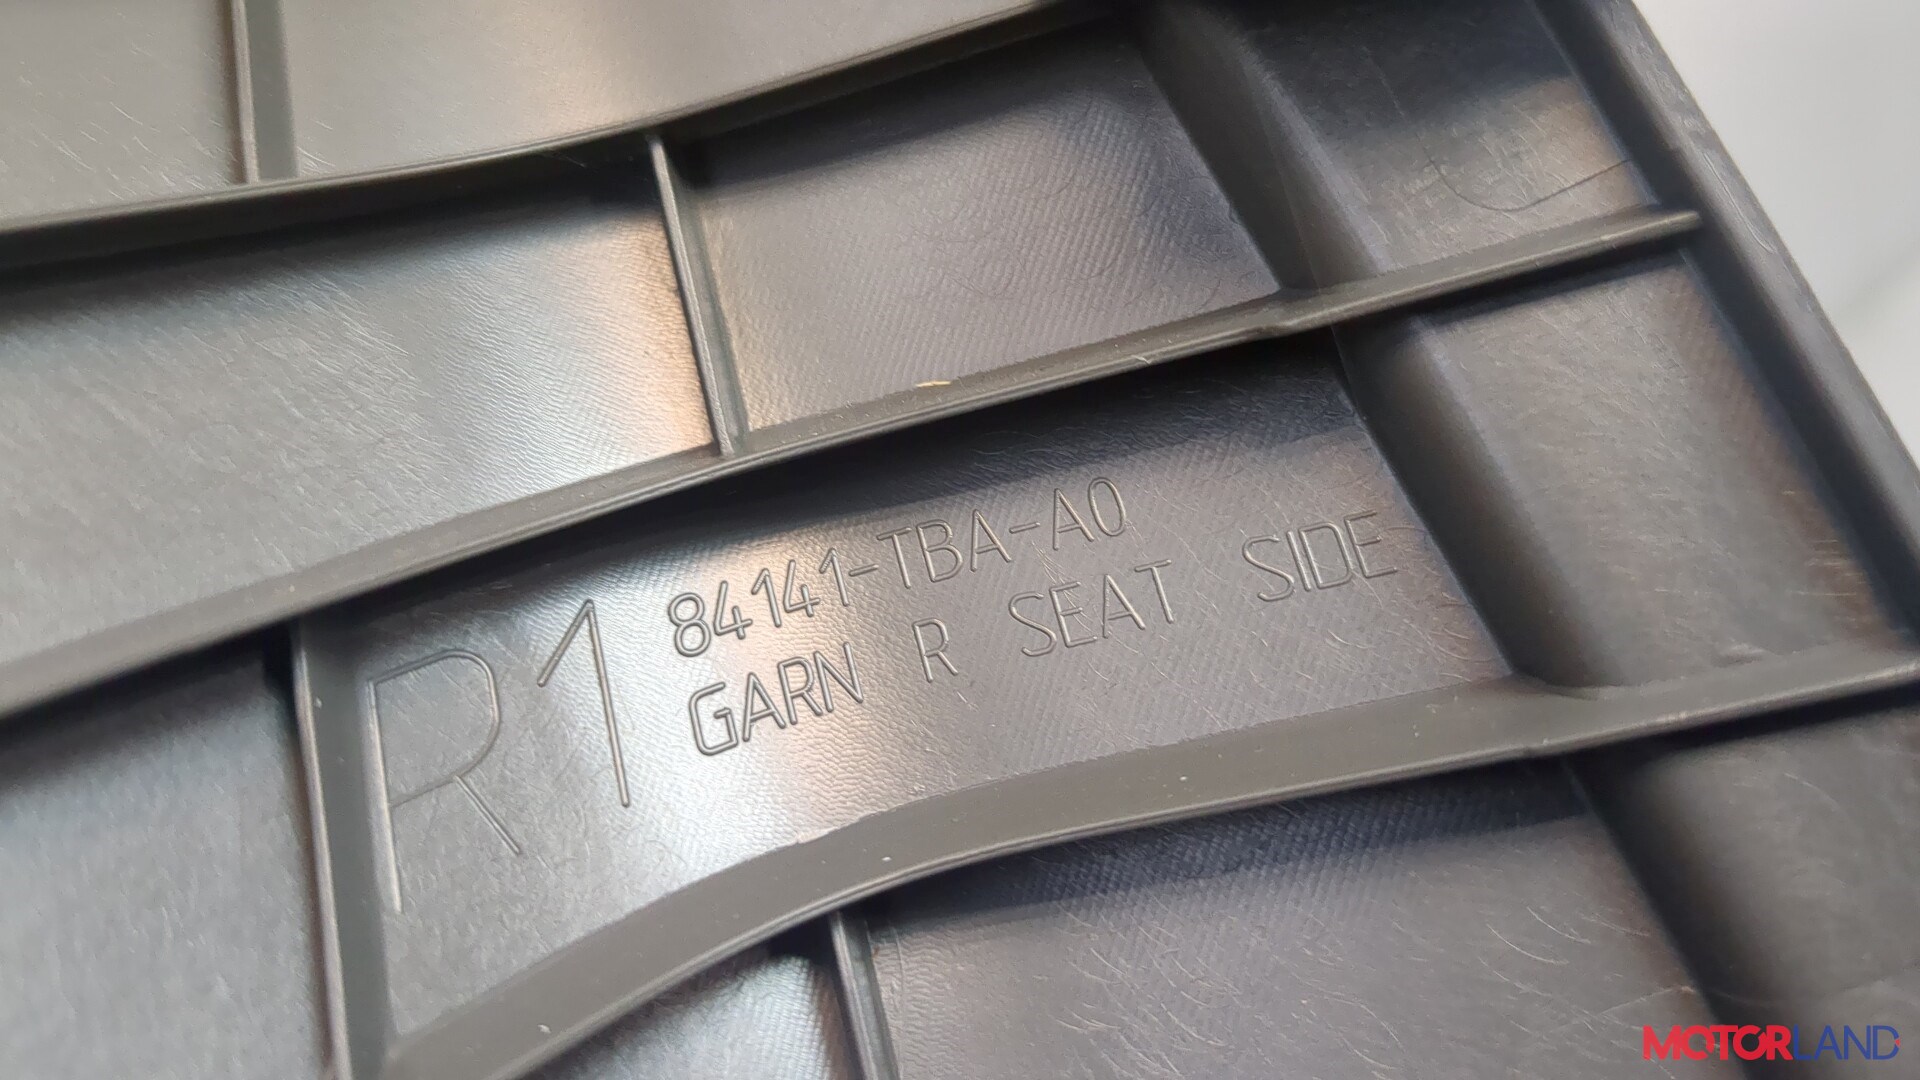 84141-TBA-A0
R1
GARN R SEAT SIDE
MOTORLAND